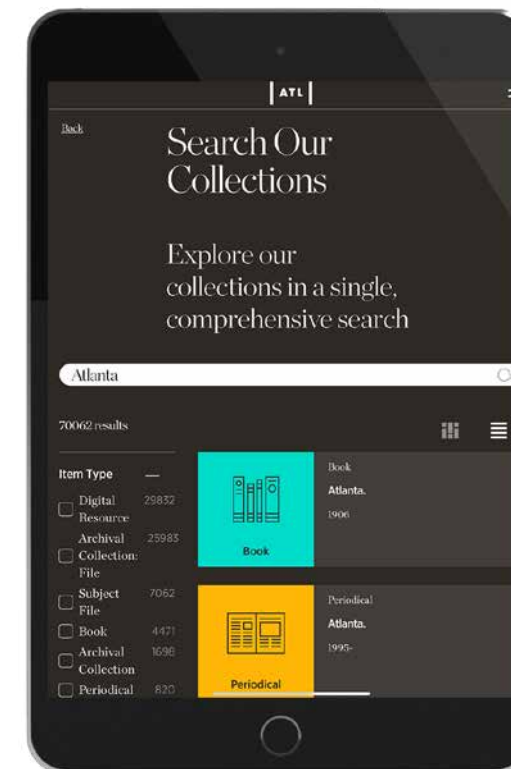 ATL
Back
Search Our
Collections
Explore our
collections in a single,
comprehensive search
Atlanta
70062 results
Item Type —
Digital 29832
Resource
Archival 25983
Collection:
File
Subject 7062
File
Book 4471
Archival 1698
Collection
Periodical 820
Book
Book
Atlanta.
1906
Periodical
Periodical
Atlanta.
1995-